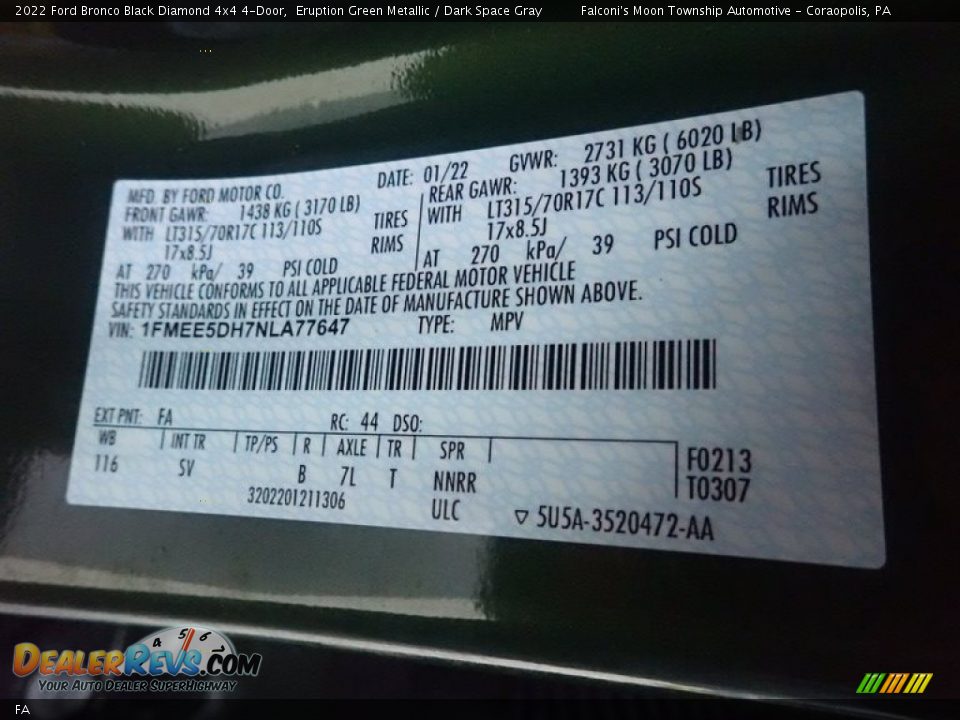 2022 Ford Bronco Black Diamond 4x4 4-Door, Eruption Green Metallic / Dark Space Gray Falconi's Moon Township Automotive - Coraopolis, PA
MFD. BY FORD MOTOR CO. DATE: 01/22 GVWR: 2731 KG ( 6020 LB)
FRONT GAWR: 1438 KG ( 3170 LB) REAR GAWR: 1393 KG ( 3070 LB)
WITH LT315/70R17C 113/110S TIRES WITH LT315/70R17C 113/110S TIRES
17x8.5J RIMS 17x8.5J RIMS
AT 270 kPa/ 39 PSI COLD AT 270 kPa/ 39 PSI COLD
THIS VEHICLE CONFORMS TO ALL APPLICABLE FEDERAL MOTOR VEHICLE
SAFETY STANDARDS IN EFFECT ON THE DATE OF MANUFACTURE SHOWN ABOVE.
VIN: 1FMEE5DH7NLA77647 TYPE: MPV
EXT PNT: FA RC: 44 DSO:
WB INT TR TP/PS R AXLE TR SPR
116 SV B 7L T NNRR
F0213
T0307
3202201211306 ULC
▽ 5U5A-3520472-AA
4 5 6
DEALERREVS.COM
YOUR AUTO DEALER SUPERHIGHWAY
FA